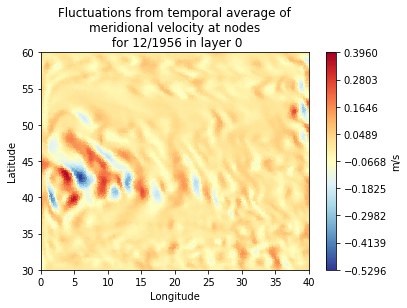 Fluctuations from temporal average of
meridional velocity at nodes
for 12/1956 in layer 0
60
55
50
45
40
35
30
Latitude
0 5 10 15 20 25 30 35 40
Longitude
0.3960
0.2803
0.1646
0.0489
−0.0668
−0.1825
−0.2982
−0.4139
−0.5296
m/s